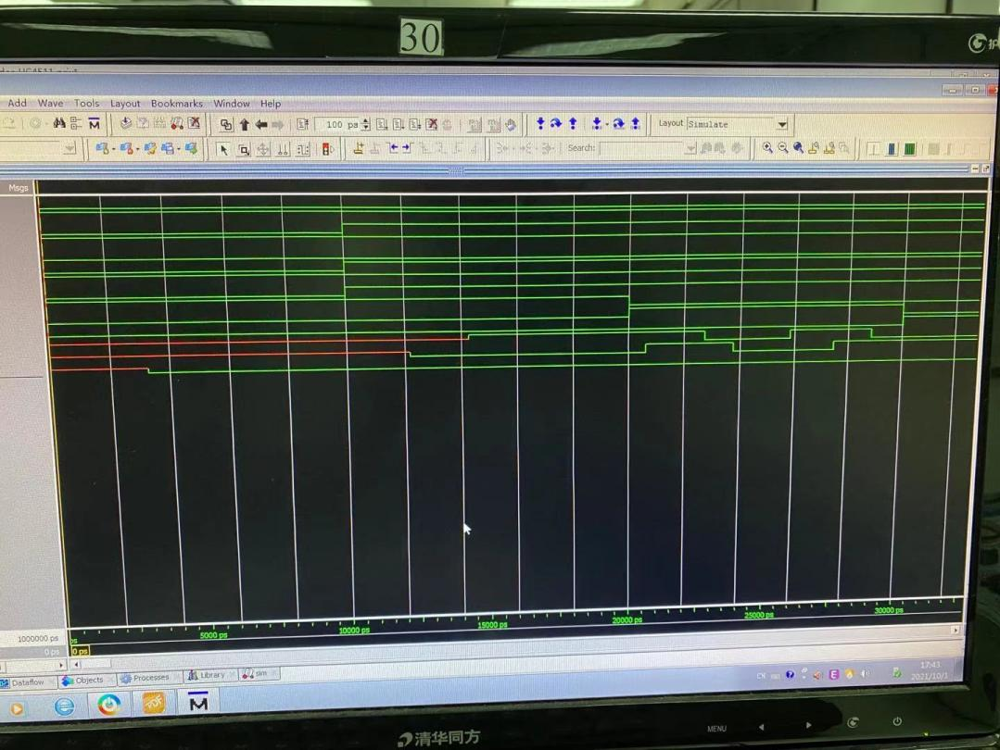 30
Add Wave Tools Layout Bookmarks Window Help
100 ps
Layout Simulate
Search:
Msgs
1000000 ps
0 ps
0 ps
5000 ps
10000 ps
15000 ps
20000 ps
25000 ps
30000 ps
Dataflow
Objects
Processes
Library
sim
CN
17:43
2021/10/1
PDF
M
MENU
清华同方